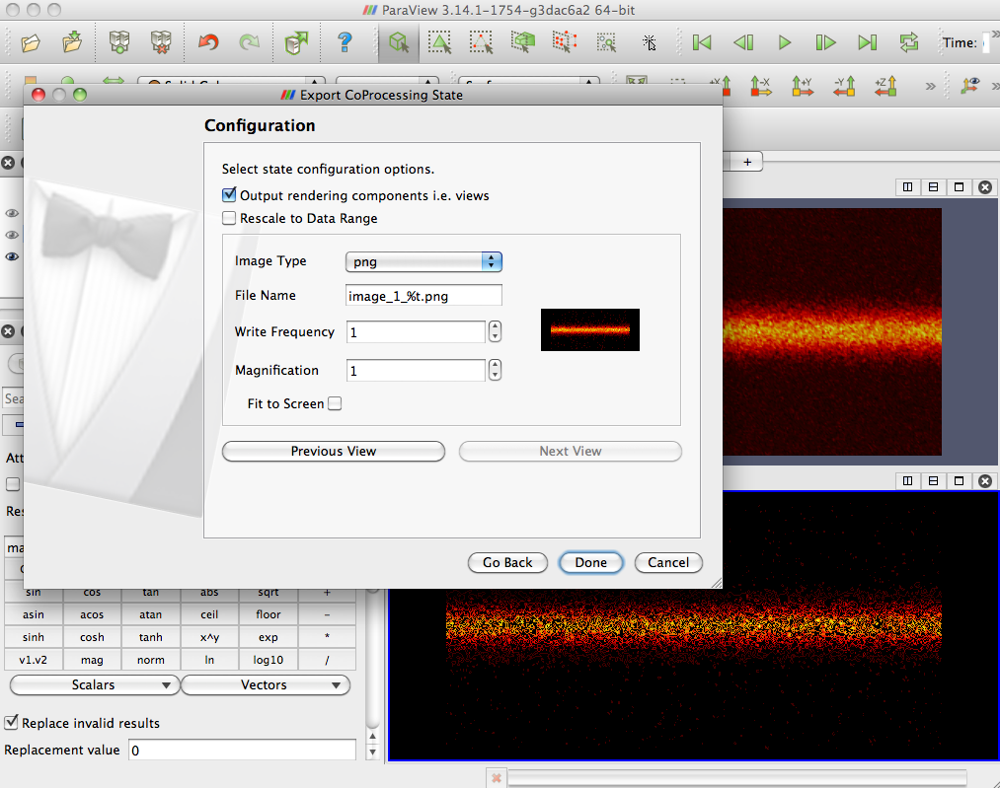 ParaView 3.14.1-1754-g3dac6a2 64-bit
? Time:
-X +Y -Y +Z »
Export CoProcessing State
Configuration
Select state configuration options.
Output rendering components i.e. views
Rescale to Data Range
Image Type png
File Name image_1_%t.png
Write Frequency 1
Magnification 1
Fit to Screen
Previous View Next View
Go Back Done Cancel
+
Sea
Att
Res
ma
sin cos tan abs sqrt +
asin acos atan ceil floor -
sinh cosh tanh x^y exp *
v1.v2 mag norm ln log10 /
Scalars Vectors
Replace invalid results
Replacement value 0